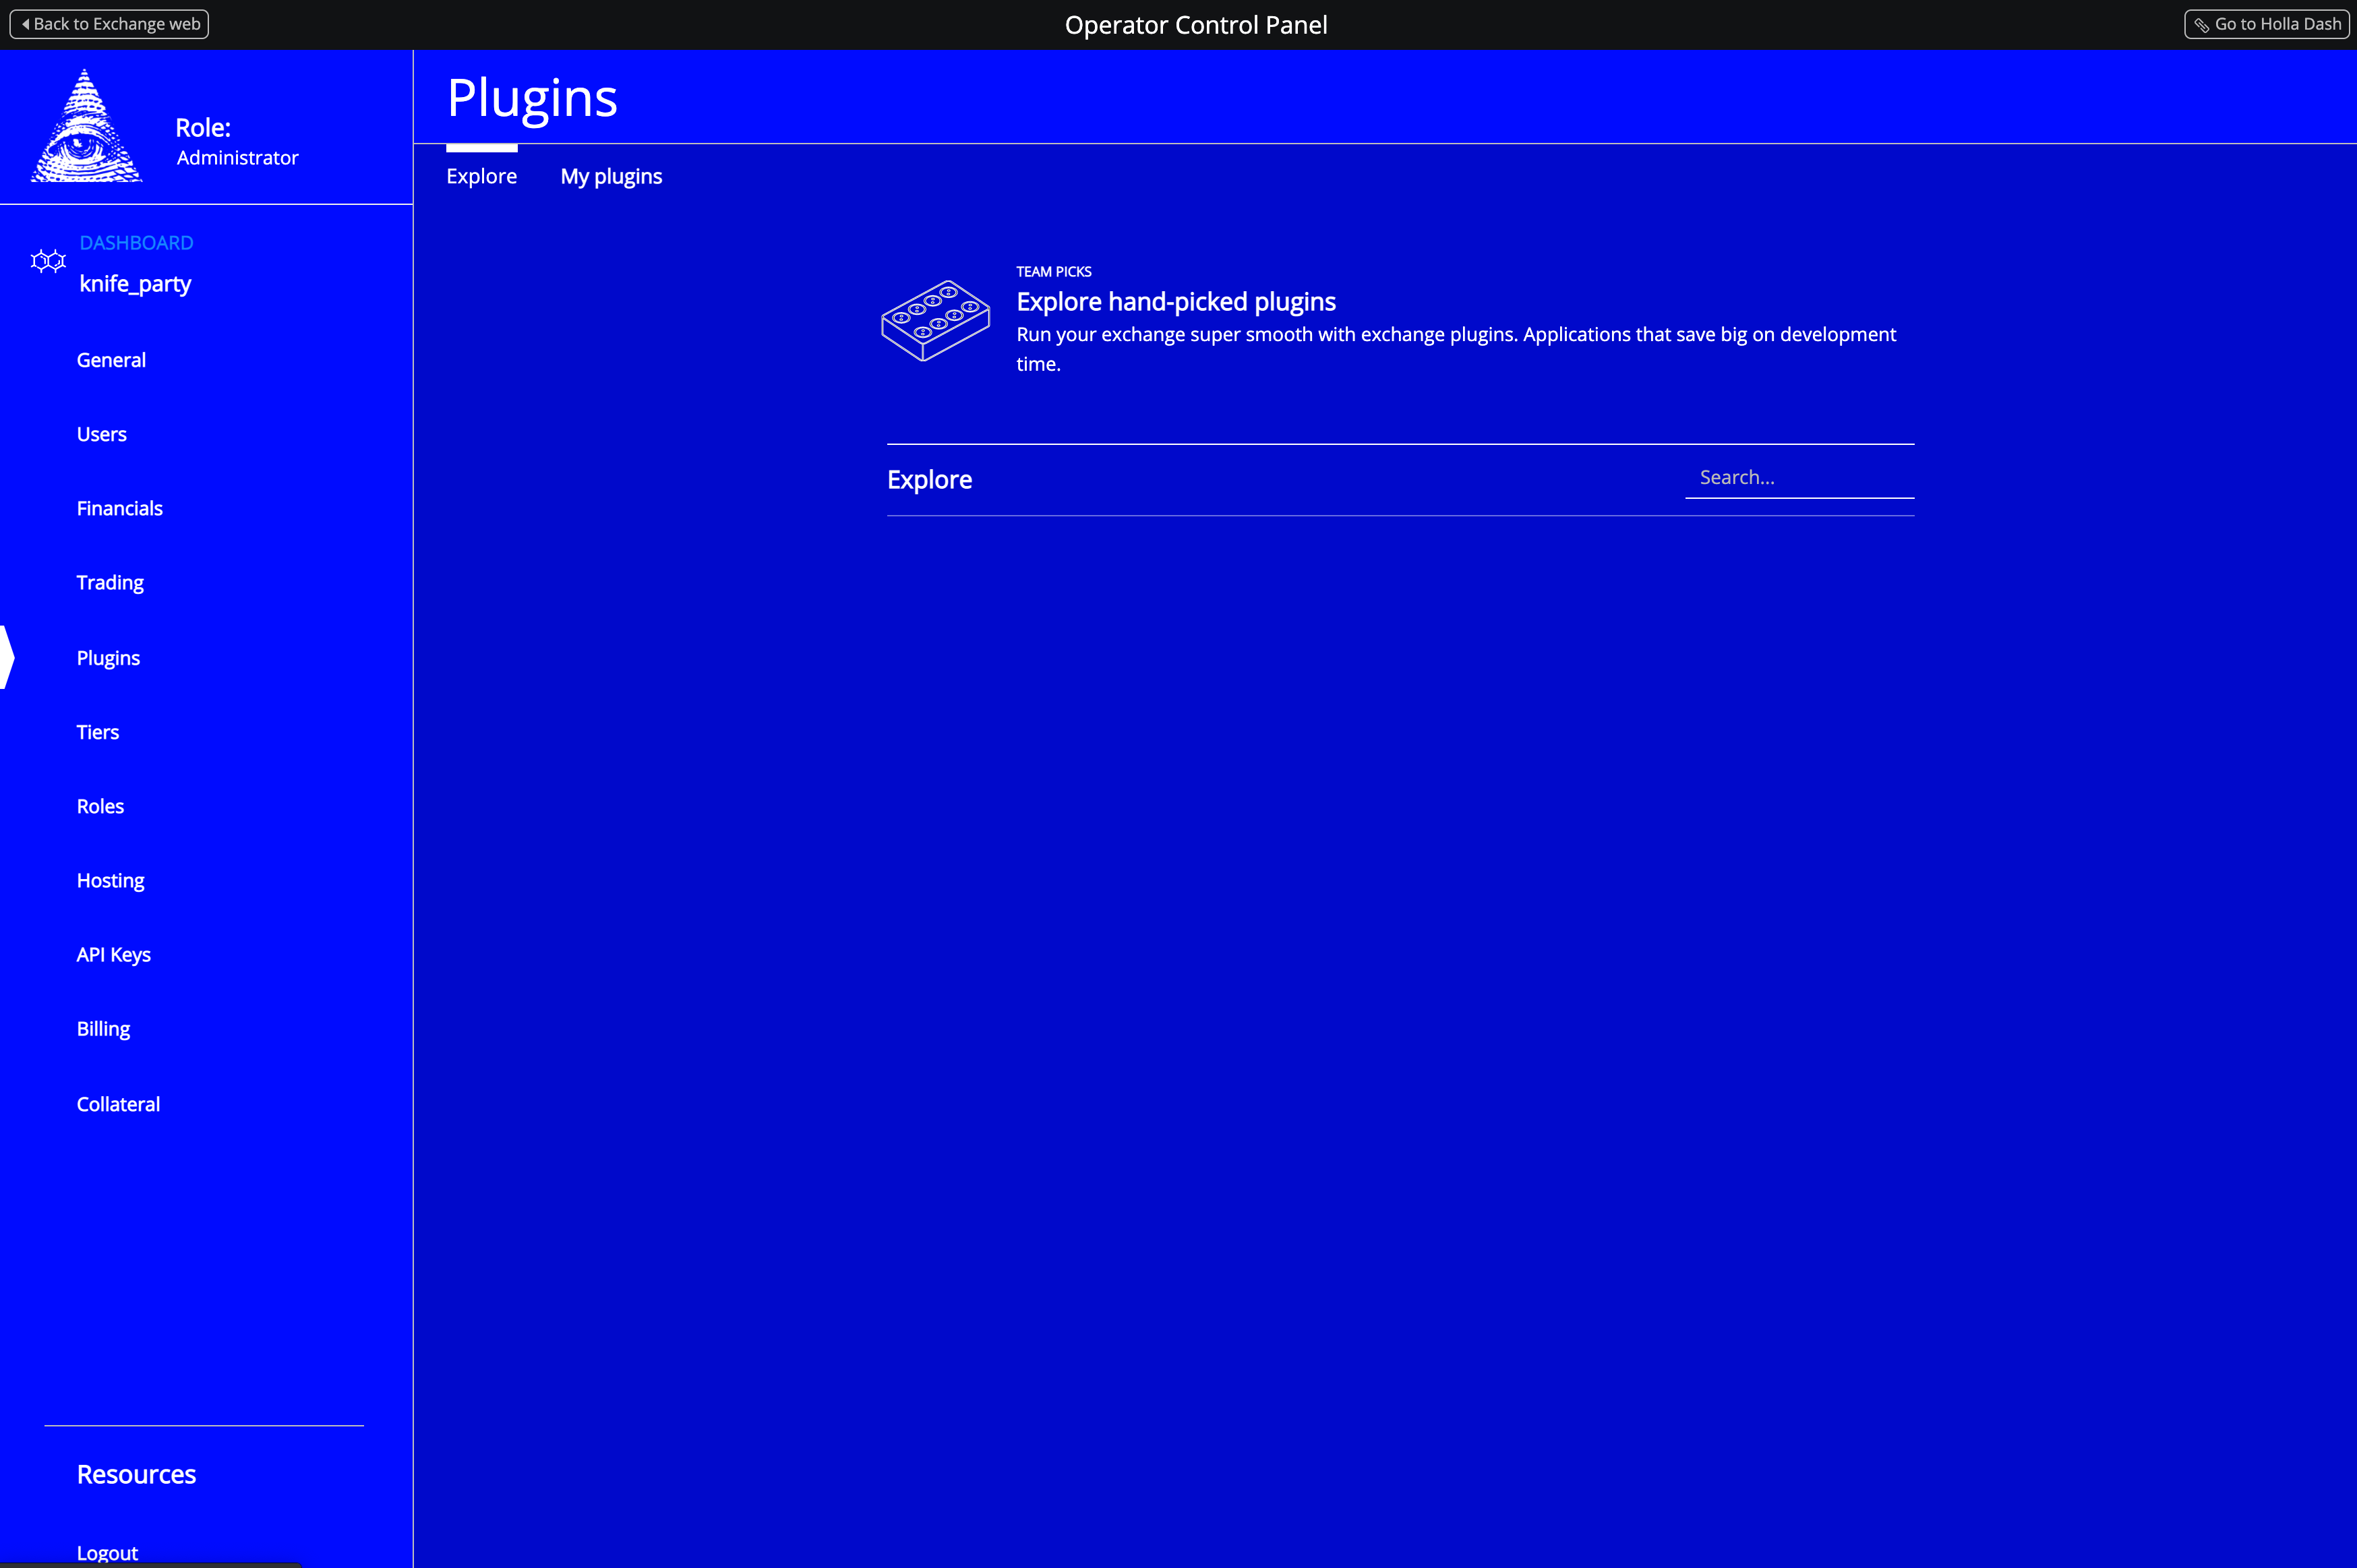 Back to Exchange web
Operator Control Panel
Go to Holla Dash
Role:
Administrator
DASHBOARD
knife_party
General
Users
Financials
Trading
Plugins
Tiers
Roles
Hosting
API Keys
Billing
Collateral
Resources
Logout
Plugins
Explore
My plugins
TEAM PICKS
Explore hand-picked plugins
Run your exchange super smooth with exchange plugins. Applications that save big on development
time.
Explore
Search...